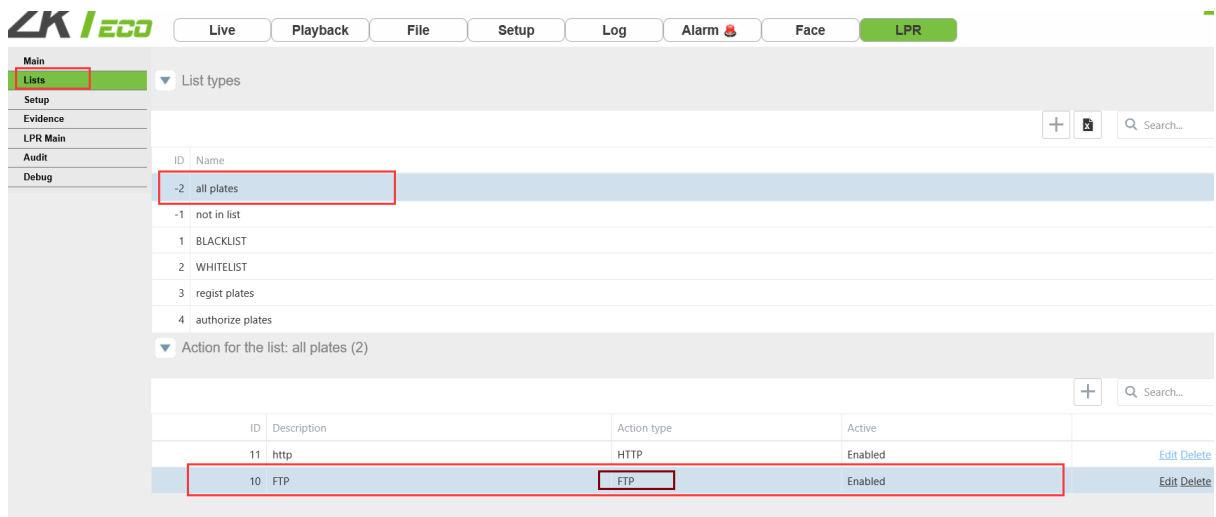 ZK ECO
Live Playback File Setup Log Alarm Face LPR
Main
Lists
Setup
Evidence
LPR Main
Audit
Debug
List types
Search...
ID Name
-2 all plates
-1 not in list
1 BLACKLIST
2 WHITELIST
3 regist plates
4 authorize plates
Action for the list: all plates (2)
Search...
ID Description Action type Active
11 http HTTP Enabled Edit Delete
10 FTP FTP Enabled Edit Delete